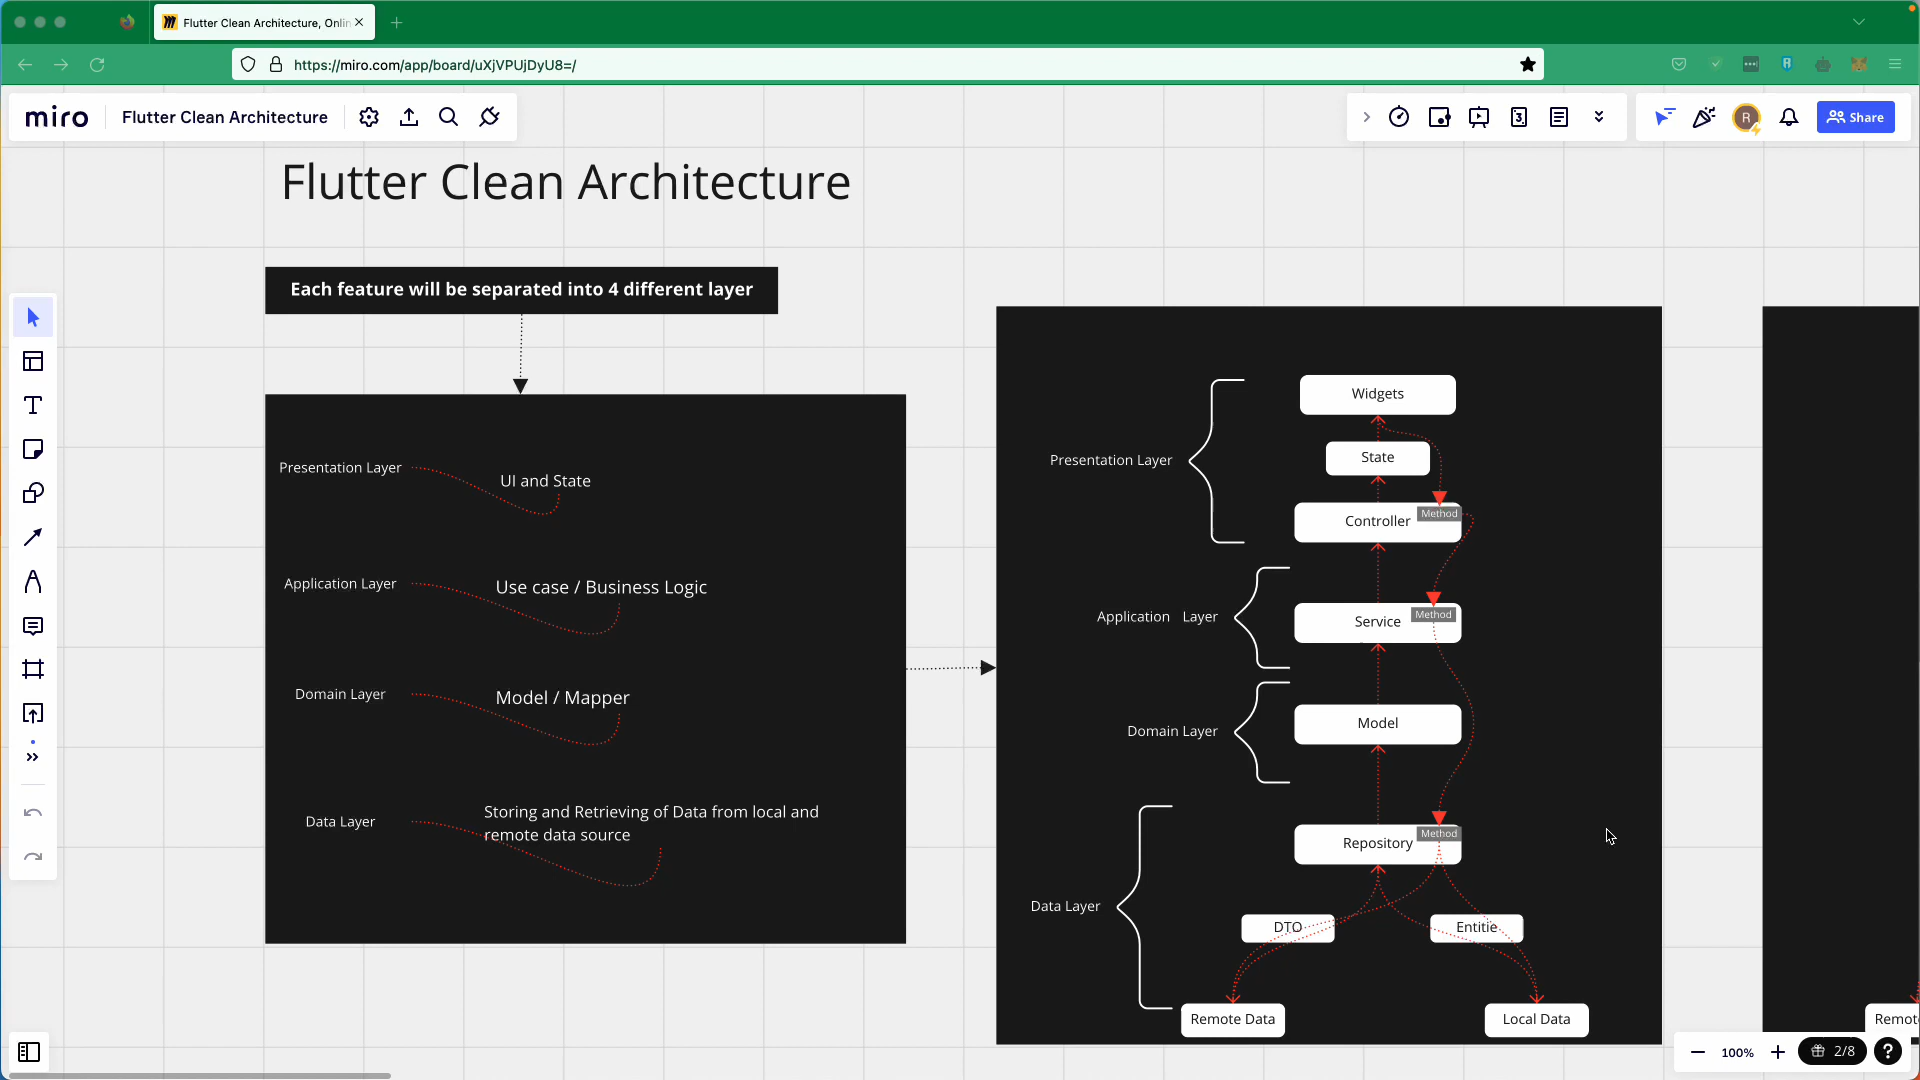 Flutter Clean Architecture, Onlin
https://miro.com/app/board/uXjVPUjDyU8=/
miro
Flutter Clean Architecture
3
R
Share
Flutter Clean Architecture
Each feature will be separated into 4 different layer
Presentation Layer
UI and State
Application Layer
Use case / Business Logic
Domain Layer
Model / Mapper
Data Layer
Storing and Retrieving of Data from local and
remote data source
Widgets
State
Presentation Layer
Controller
Method
Application Layer
Service
Method
Domain Layer
Model
Repository
Method
Data Layer
DTO
Entitie
Remote Data
Local Data
Remot
100%
2/8
?